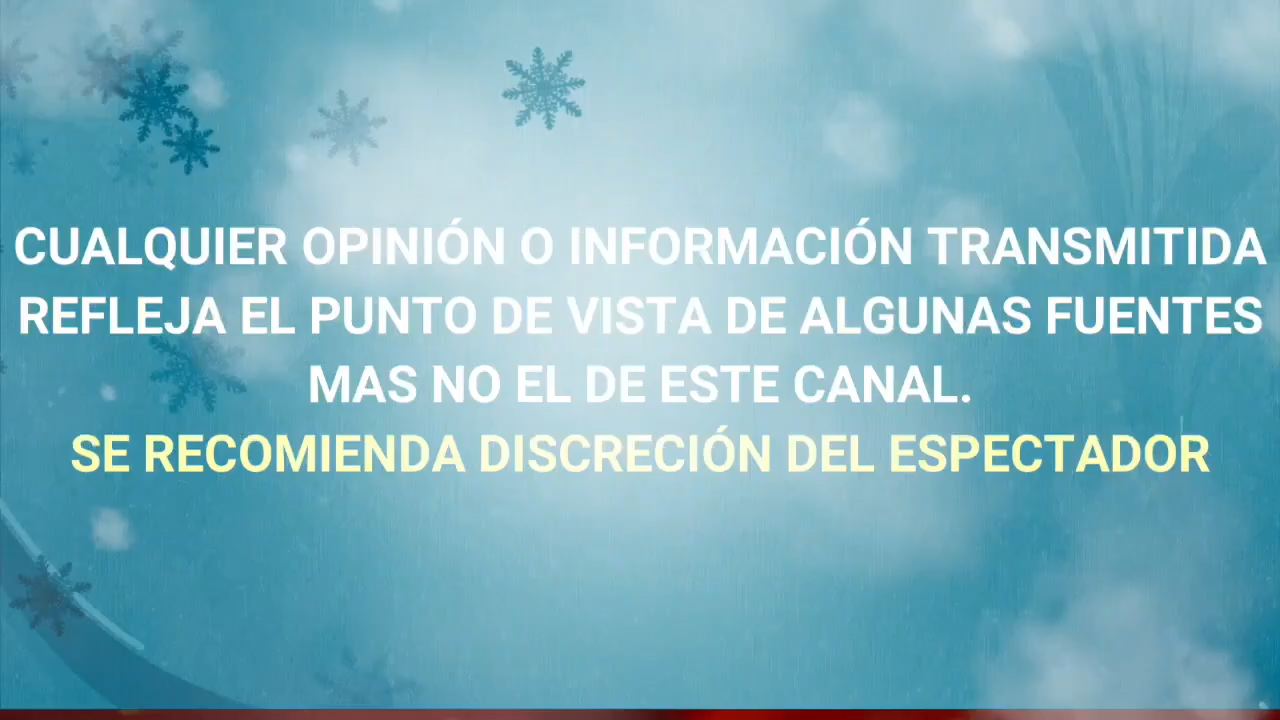 CUALQUIER OPINIÓN O INFORMACIÓN TRANSMITIDA
REFLEJA EL PUNTO DE VISTA DE ALGUNAS FUENTES
MAS NO EL DE ESTE CANAL.
SE RECOMIENDA DISCRECIÓN DEL ESPECTADOR